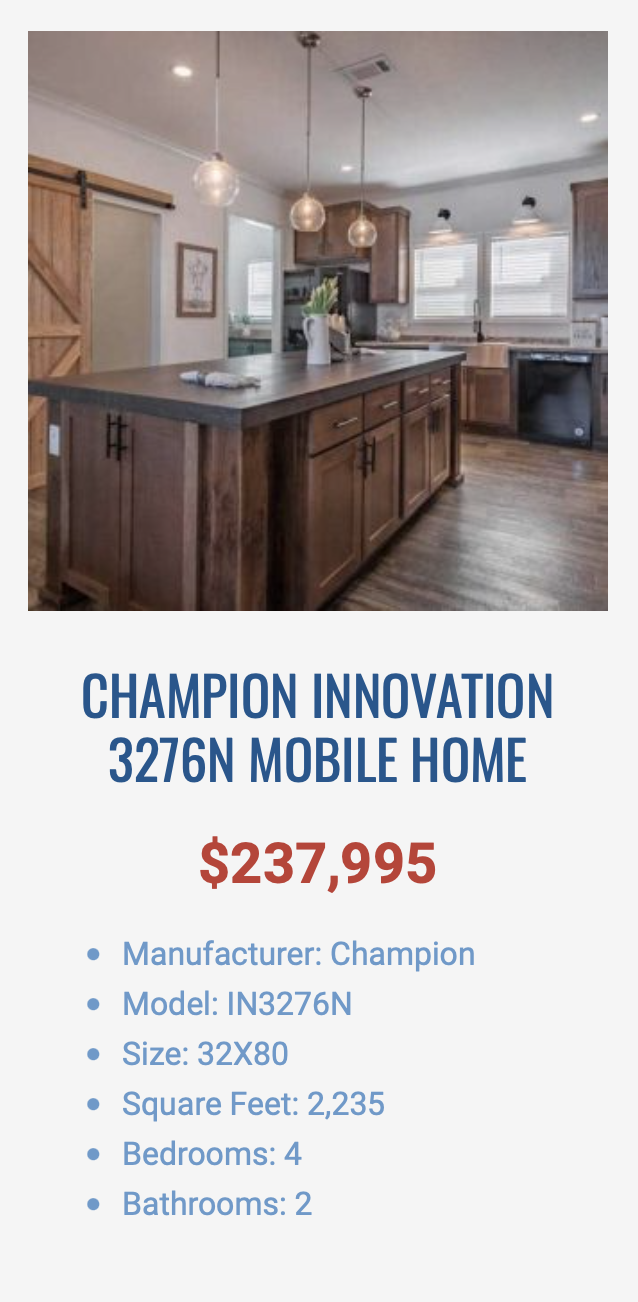 CHAMPION INNOVATION
3276N MOBILE HOME
$237,995
Manufacturer: Champion
Model: IN3276N
Size: 32X80
Square Feet: 2,235
Bedrooms: 4
Bathrooms: 2